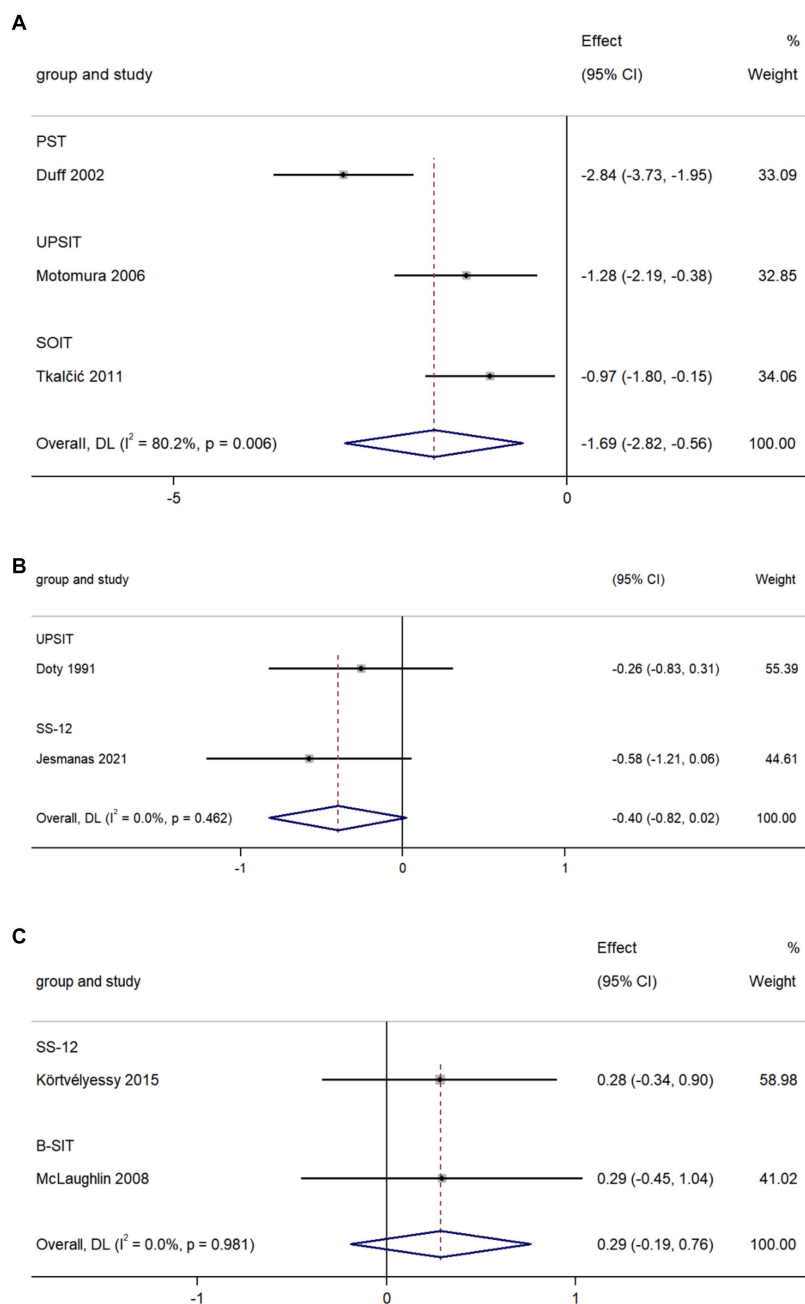 A
Effect %
group and study (95% CI) Weight
PST
Duff 2002 -2.84 (-3.73, -1.95) 33.09
UPSIT
Motomura 2006 -1.28 (-2.19, -0.38) 32.85
SOIT
Tkalčić 2011 -0.97 (-1.80, -0.15) 34.06
Overall, DL (I² = 80.2%, p = 0.006) -1.69 (-2.82, -0.56) 100.00
-5 0
B
group and study (95% CI) Weight
UPSIT
Doty 1991 -0.26 (-0.83, 0.31) 55.39
SS-12
Jesmanas 2021 -0.58 (-1.21, 0.06) 44.61
Overall, DL (I² = 0.0%, p = 0.462) -0.40 (-0.82, 0.02) 100.00
-1 0 1
C
Effect %
group and study (95% CI) Weight
SS-12
Körtvélyessy 2015 0.28 (-0.34, 0.90) 58.98
B-SIT
McLaughlin 2008 0.29 (-0.45, 1.04) 41.02
Overall, DL (I² = 0.0%, p = 0.981) 0.29 (-0.19, 0.76) 100.00
-1 0 1